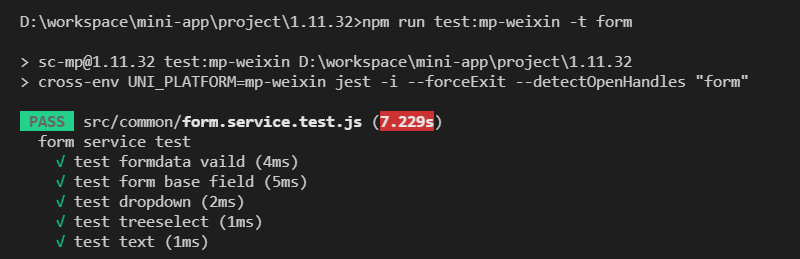 D:\workspace\mini-app\project\1.11.32>npm run test:mp-weixin -t form
> sc-mp@1.11.32 test:mp-weixin D:\workspace\mini-app\project\1.11.32
> cross-env UNI_PLATFORM=mp-weixin jest -i --forceExit --detectOpenHandles "form"
PASS src/common/form.service.test.js (7.229s)
form service test
√ test formdata vaild (4ms)
√ test form base field (5ms)
√ test dropdown (2ms)
√ test treeselect (1ms)
√ test text (1ms)